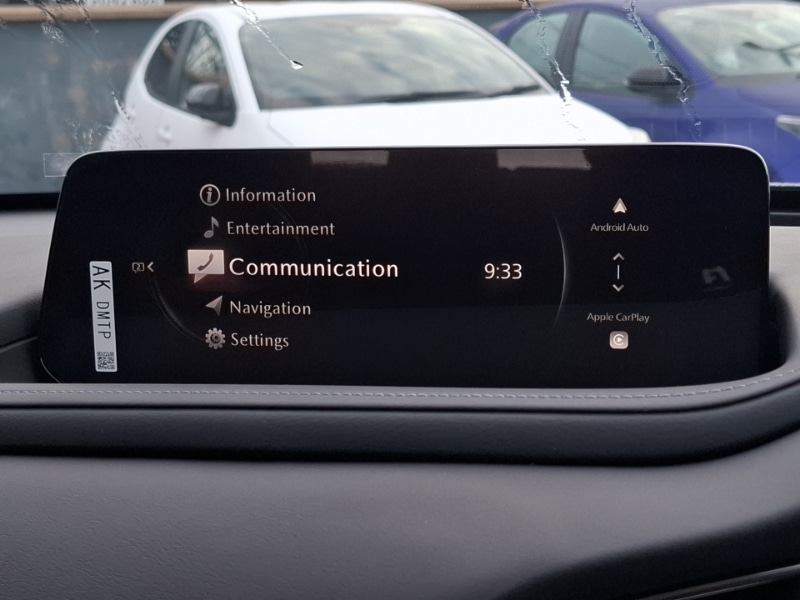 Information
Entertainment
Communication
Navigation
Settings
9:33
Android Auto
Apple CarPlay
AK DMTP